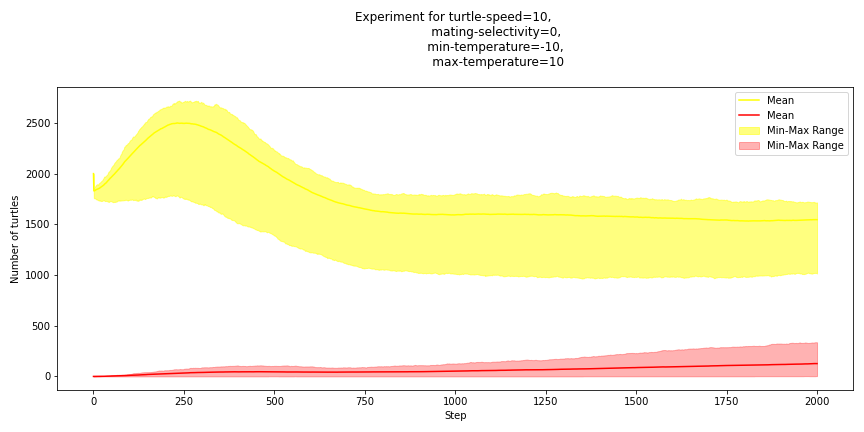 Experiment for turtle-speed=10,
mating-selectivity=0,
min-temperature=-10,
max-temperature=10
Mean
Mean
Min-Max Range
Min-Max Range
Number of turtles
2500
2000
1500
1000
500
0
0
250
500
750
1000
1250
1500
1750
2000
Step